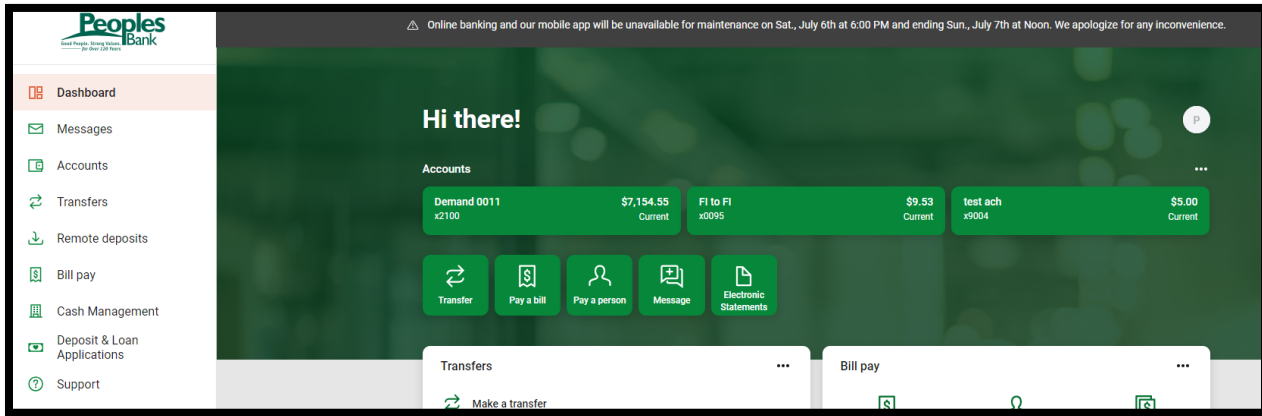 Peoples
Bank
Good People. Strong Values.
for Over 120 Years
⚠ Online banking and our mobile app will be unavailable for maintenance on Sat., July 6th at 6:00 PM and ending Sun., July 7th at Noon. We apologize for any inconvenience.
Dashboard
Messages
Accounts
Transfers
Remote deposits
Bill pay
Cash Management
Deposit & Loan
Applications
Support
Hi there!
P
Accounts
Demand 0011 $7,154.55
x2100 Current
FI to FI $9.53
x0095 Current
test ach $5.00
x9004 Current
Transfer
Pay a bill
Pay a person
Message
Electronic
Statements
Transfers
Make a transfer
Bill pay